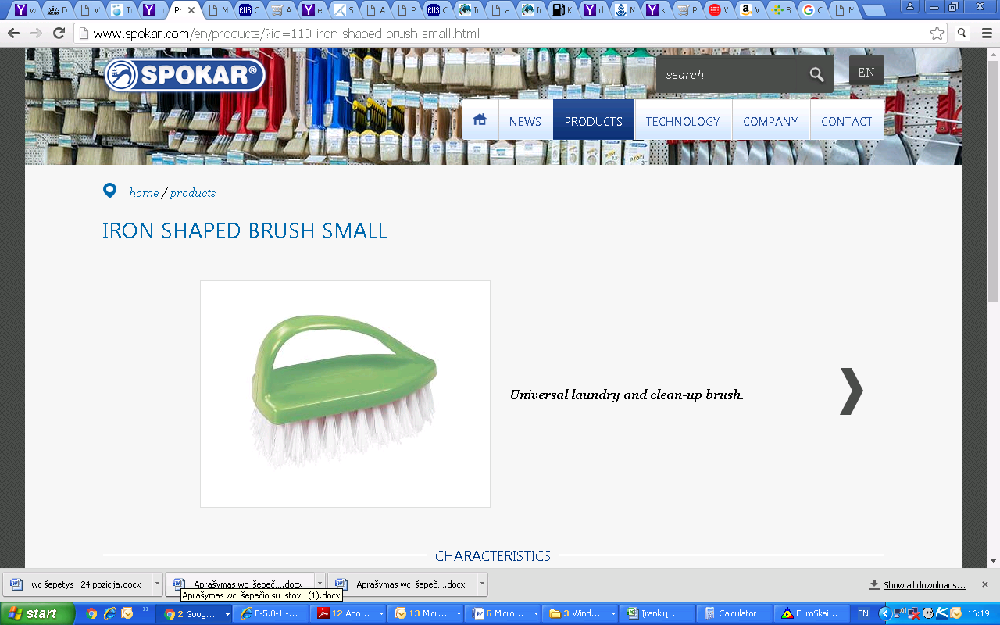 www.spokar.com/en/products/?id=110-iron-shaped-brush-small.html
SPOKAR®
search
EN
NEWS
PRODUCTS
TECHNOLOGY
COMPANY
CONTACT
home / products
IRON SHAPED BRUSH SMALL
Universal laundry and clean-up brush.
CHARACTERISTICS
wc šepetys 24 pozicija.docx
Aprašymas wc šepeč....docx
Aprašymas wc šepeč....docx
Show all downloads...
Aprašymas wc šepečio su stovu (1).docx
start
2 Goog...
B-5.0-1 -...
12 Ado...
13 Micr...
6 Micro...
3 Wind...
Įrankių ...
Calculator
EuroSkai...
EN
16:19